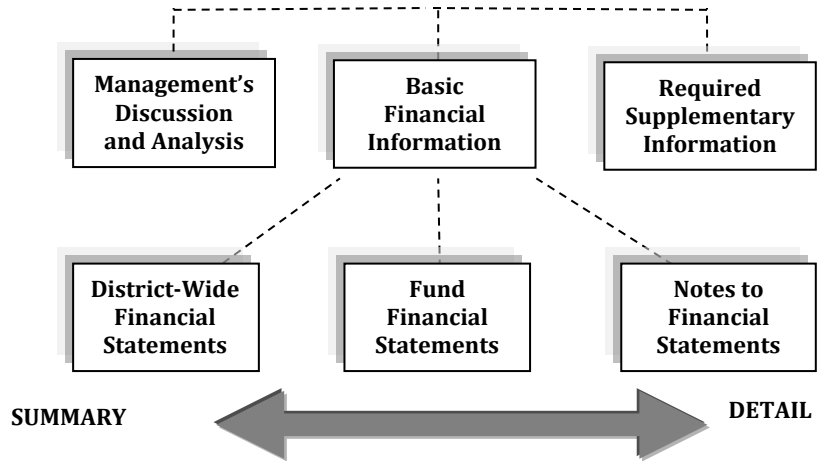 Management’s
Discussion
and Analysis
Basic
Financial
Information
Required
Supplementary
Information
District-Wide
Financial
Statements
Fund
Financial
Statements
Notes to
Financial
Statements
SUMMARY
DETAIL